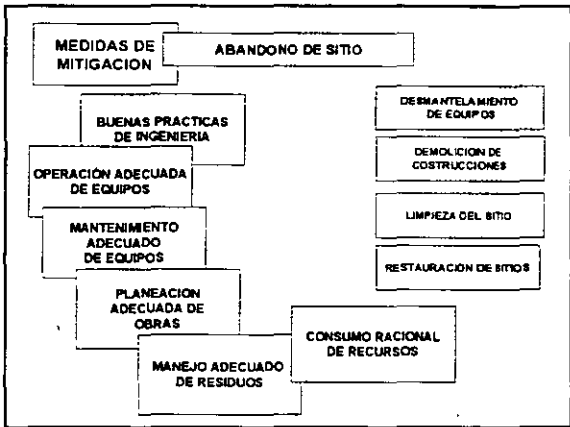 MEDIDAS DE
MITIGACION
ABANDONO DE SITIO
BUENAS PRACTICAS
DE INGENIERIA
OPERACIÓN ADECUADA
DE EQUIPOS
MANTENIMIENTO
ADECUADO
DE EQUIPOS
PLANEACIÓN
ADECUADA DE
OBRAS
MANEJO ADECUADO
DE RESIDUOS
CONSUMO RACIONAL
DE RECURSOS
DESMANTELAMIENTO
DE EQUIPOS
DEMOLICION DE
COSTRUCCIONES
LIMPIEZA DEL SITIO
RESTAURACIÓN DE SITIOS